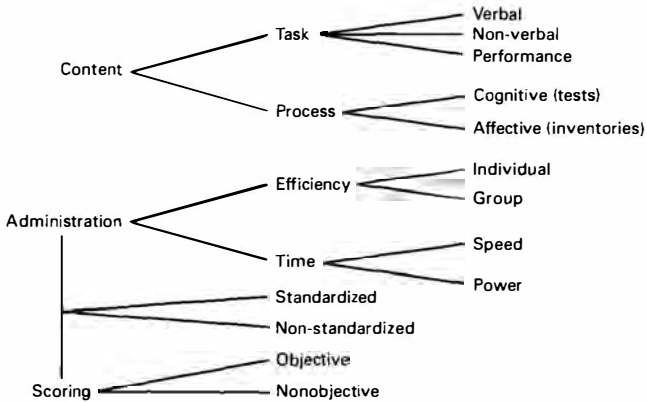 Verbal
Task
Non-verbal
Performance
Content
Cognitive (tests)
Process
Affective (inventories)
Individual
Efficiency
Group
Administration
Speed
Time
Power
Standardized
Non-standardized
Objective
Scoring
Nonobjective